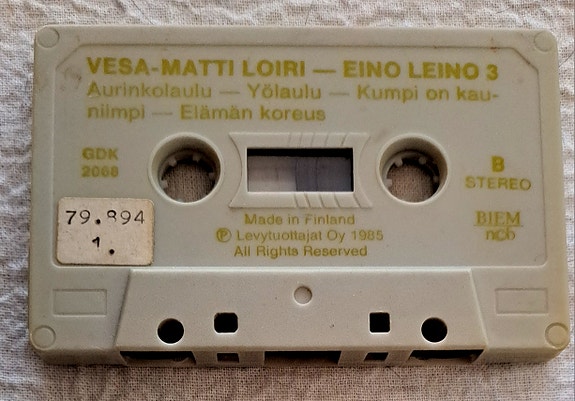 VESA-MATTI LOIRI — EINO LEINO 3
Aurinkolaulu — Yölaulu — Kumpi on kau-
niimpi — Elämän koreus
GDK
2068
B
STEREO
79.894
1.
Made in Finland
Ⓟ Levytuottajat Oy 1985
All Rights Reserved
BIEM
ncb